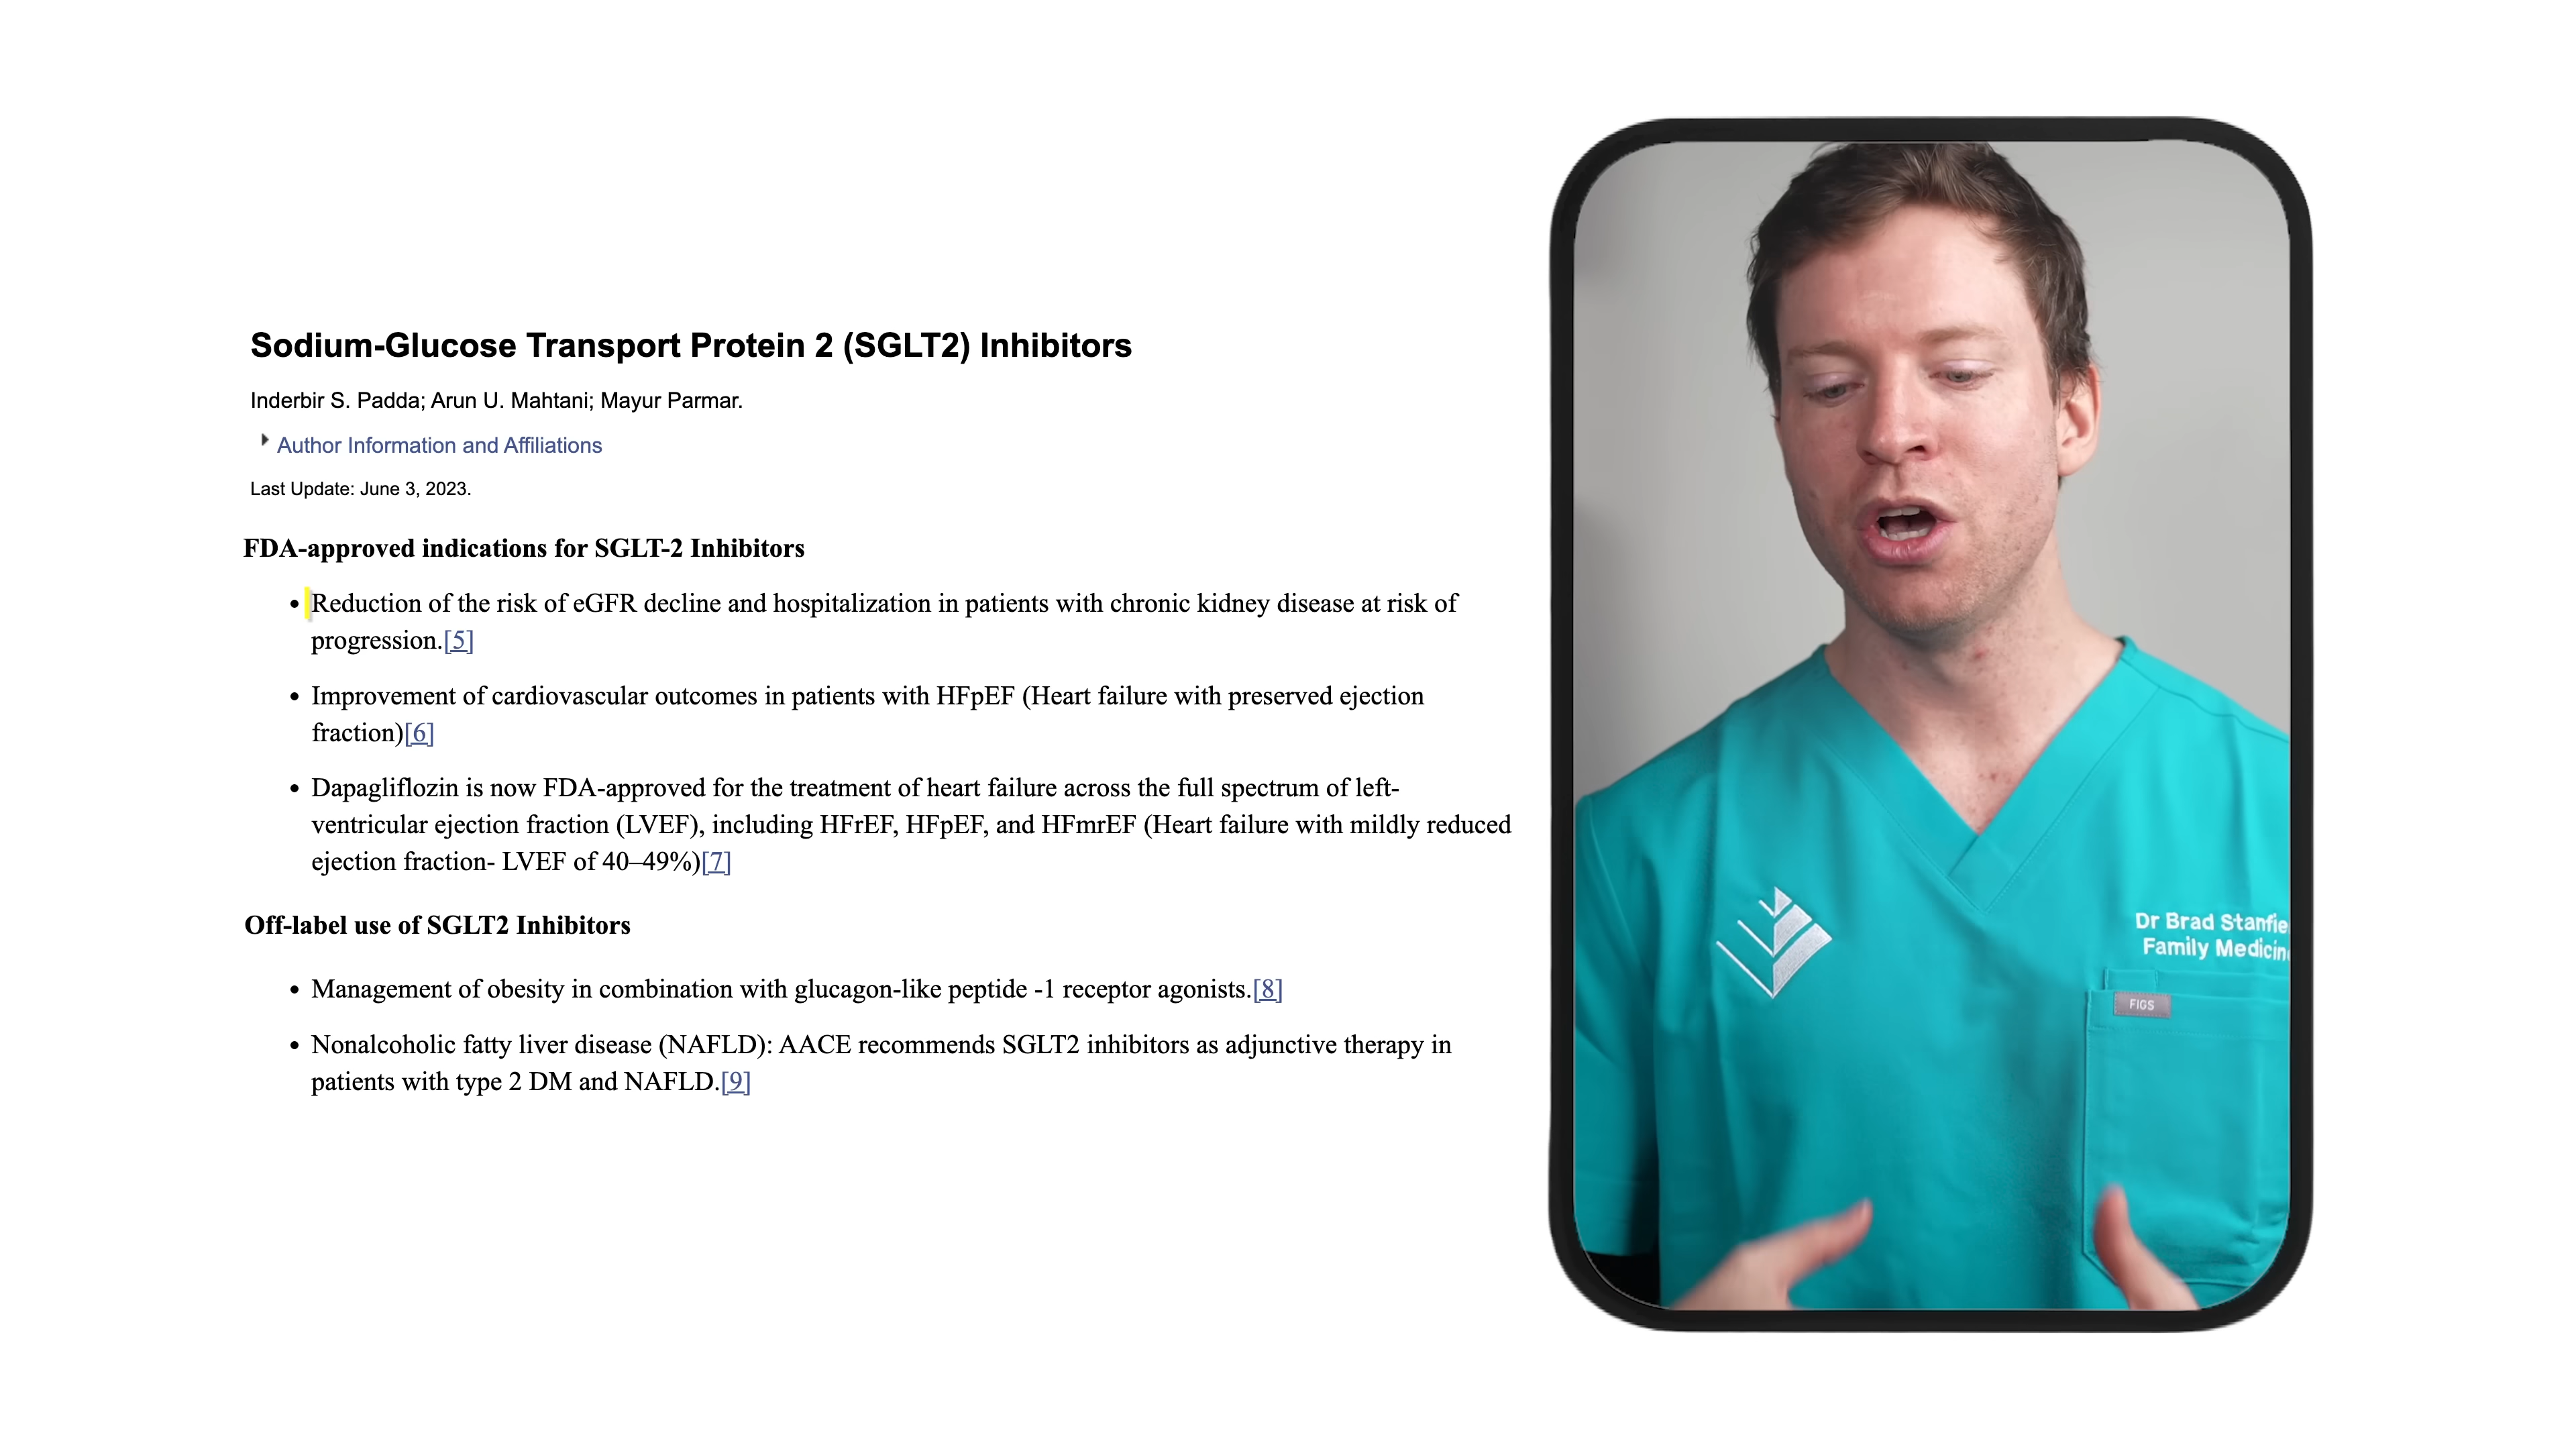 Sodium-Glucose Transport Protein 2 (SGLT2) Inhibitors
Inderbir S. Padda; Arun U. Mahtani; Mayur Parmar.
Author Information and Affiliations
Last Update: June 3, 2023.
FDA-approved indications for SGLT-2 Inhibitors
• Reduction of the risk of eGFR decline and hospitalization in patients with chronic kidney disease at risk of
progression.[5]
• Improvement of cardiovascular outcomes in patients with HFpEF (Heart failure with preserved ejection
fraction)[6]
• Dapagliflozin is now FDA-approved for the treatment of heart failure across the full spectrum of left-
ventricular ejection fraction (LVEF), including HFrEF, HFpEF, and HFmrEF (Heart failure with mildly reduced
ejection fraction- LVEF of 40–49%)[7]
Off-label use of SGLT2 Inhibitors
• Management of obesity in combination with glucagon-like peptide -1 receptor agonists.[8]
• Nonalcoholic fatty liver disease (NAFLD): AACE recommends SGLT2 inhibitors as adjunctive therapy in
patients with type 2 DM and NAFLD.[9]
Dr Brad Stanfie
Family Medicin
FIGS